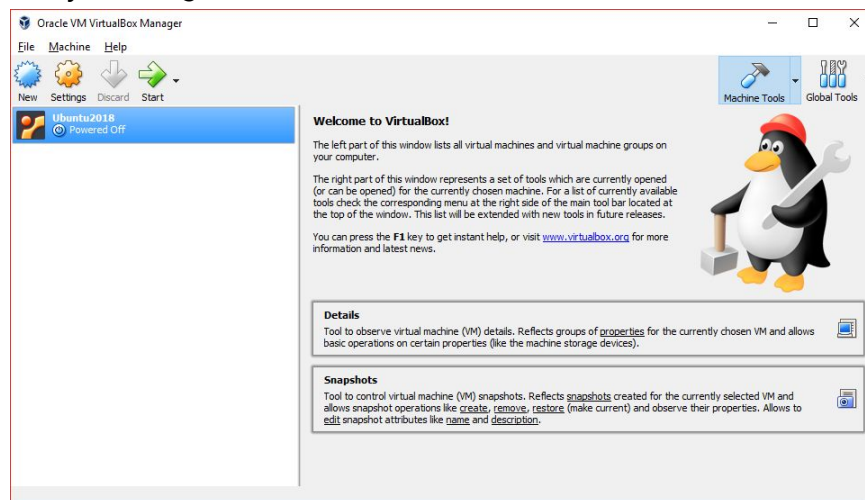 Oracle VM VirtualBox Manager
File Machine Help
New Settings Discard Start
Machine Tools Global Tools
Ubuntu2018
Powered Off
Welcome to VirtualBox!
The left part of this window lists all virtual machines and virtual machine groups on
your computer.
The right part of this window represents a set of tools which are currently opened
(or can be opened) for the currently chosen machine. For a list of currently available
tools check the corresponding menu at the right side of the main tool bar located at
the top of the window. This list will be extended with new tools in future releases.
You can press the F1 key to get instant help, or visit www.virtualbox.org for more
information and latest news.
Details
Tool to observe virtual machine (VM) details. Reflects groups of properties for the currently chosen VM and allows
basic operations on certain properties (like the machine storage devices).
Snapshots
Tool to control virtual machine (VM) snapshots. Reflects snapshots created for the currently selected VM and
allows snapshot operations like create, remove, restore (make current) and observe their properties. Allows to
edit snapshot attributes like name and description.